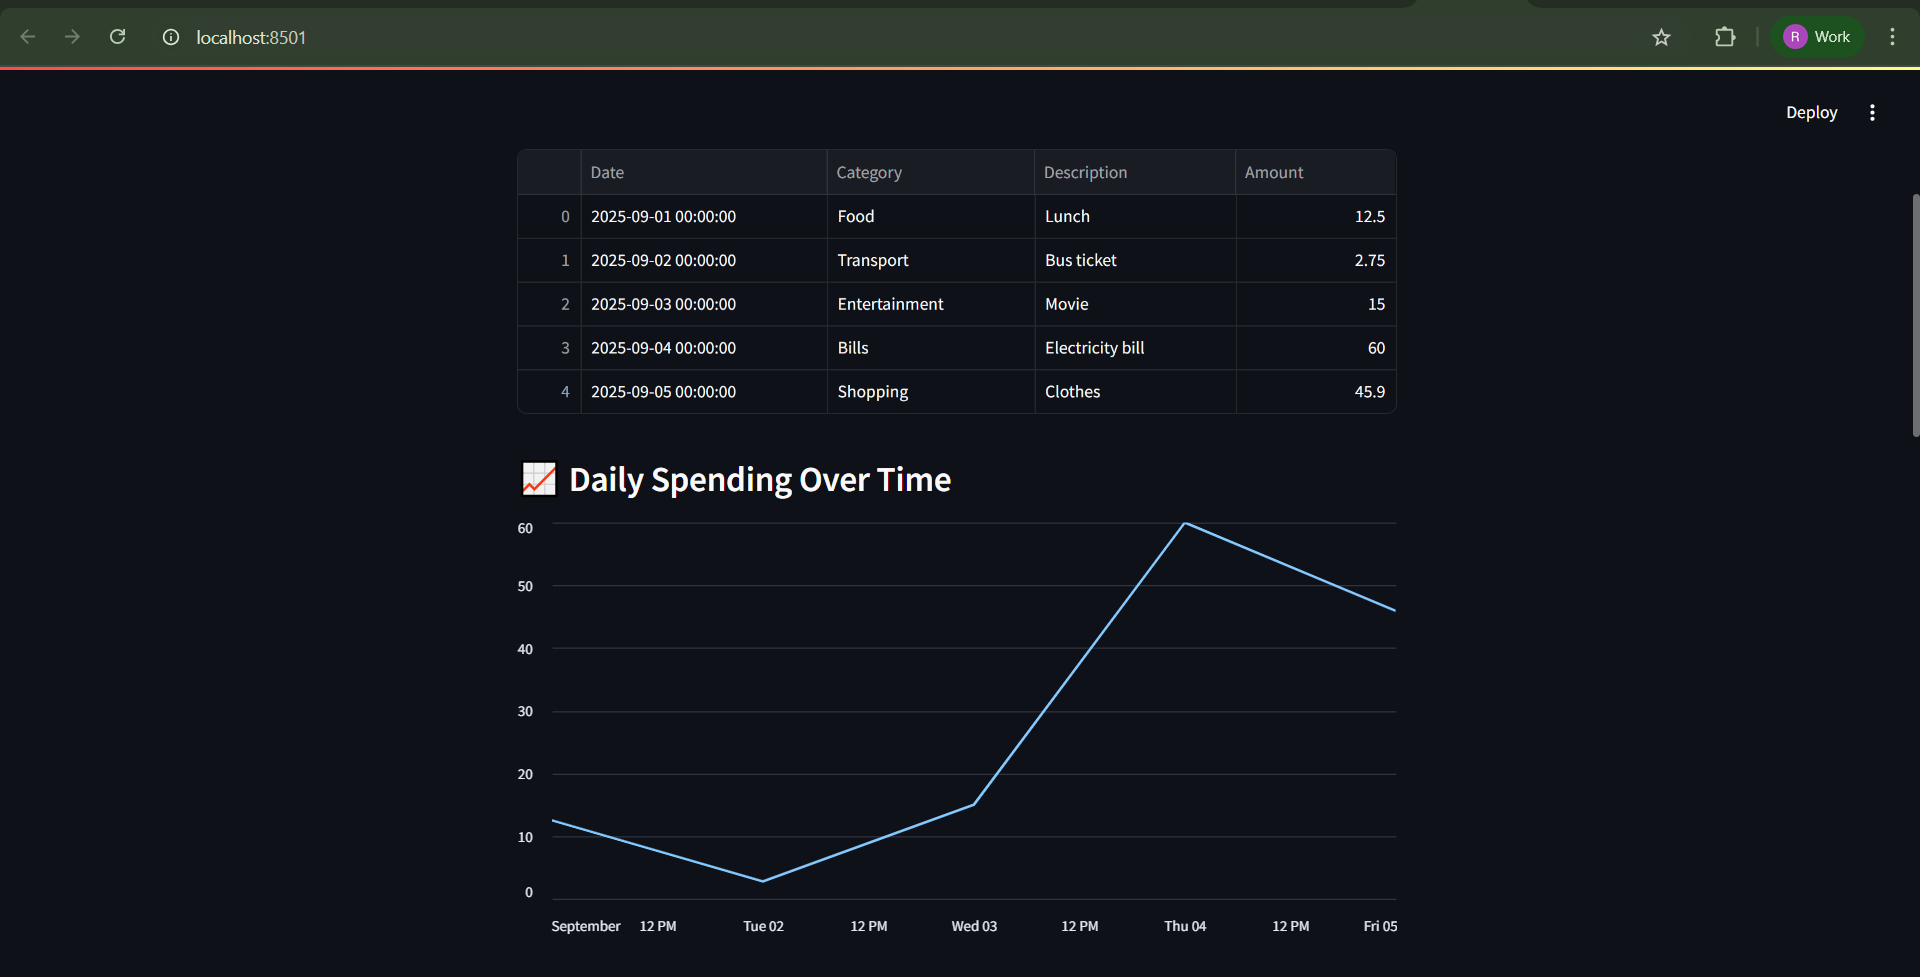 localhost:8501
R Work
Deploy
Date Category Description Amount
0 2025-09-01 00:00:00 Food Lunch 12.5
1 2025-09-02 00:00:00 Transport Bus ticket 2.75
2 2025-09-03 00:00:00 Entertainment Movie 15
3 2025-09-04 00:00:00 Bills Electricity bill 60
4 2025-09-05 00:00:00 Shopping Clothes 45.9
Daily Spending Over Time
60
50
40
30
20
10
0
September 12 PM Tue 02 12 PM Wed 03 12 PM Thu 04 12 PM Fri 05